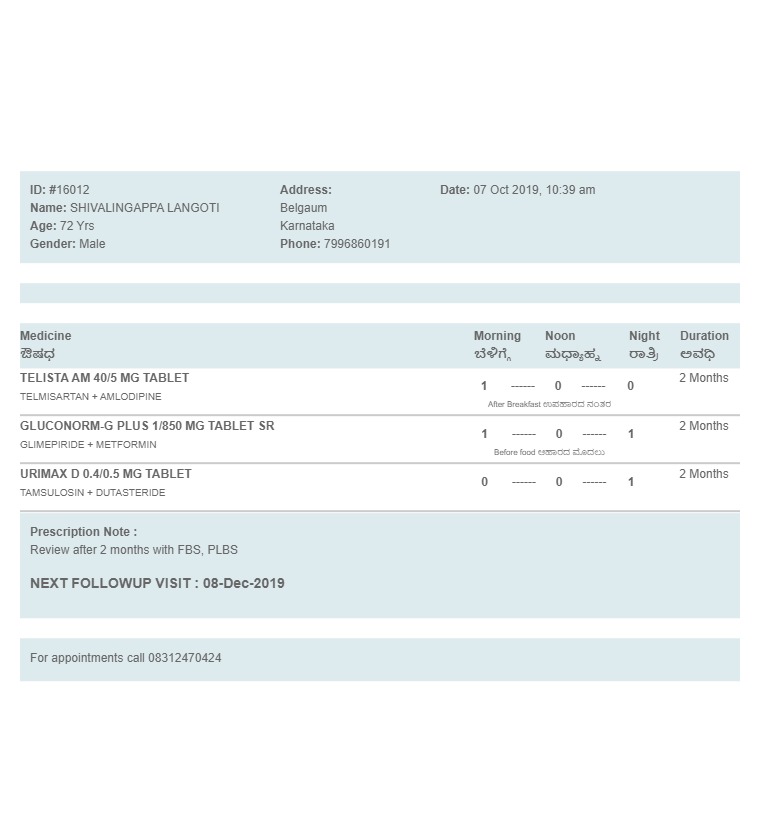 ID: #16012
Name: SHIVALINGAPPA LANGOTI
Age: 72 Yrs
Gender: Male
Address:
Belgaum
Karnataka
Phone: 7996860191
Date: 07 Oct 2019, 10:39 am
Medicine Morning Noon Night Duration
ಔಷಧ ಬೆಳಿಗ್ಗೆ ಮಧ್ಯಾಹ್ನ ರಾತ್ರಿ ಅವಧಿ
TELISTA AM 40/5 MG TABLET 1 ------ 0 ------ 0 2 Months
TELMISARTAN + AMLODIPINE
After Breakfast ಉಪಹಾರದ ನಂತರ
GLUCONORM-G PLUS 1/850 MG TABLET SR 1 ------ 0 ------ 1 2 Months
GLIMEPIRIDE + METFORMIN
Before food ಆಹಾರದ ಮೊದಲು
URIMAX D 0.4/0.5 MG TABLET 0 ------ 0 ------ 1 2 Months
TAMSULOSIN + DUTASTERIDE
Prescription Note :
Review after 2 months with FBS, PLBS
NEXT FOLLOWUP VISIT : 08-Dec-2019
For appointments call 08312470424